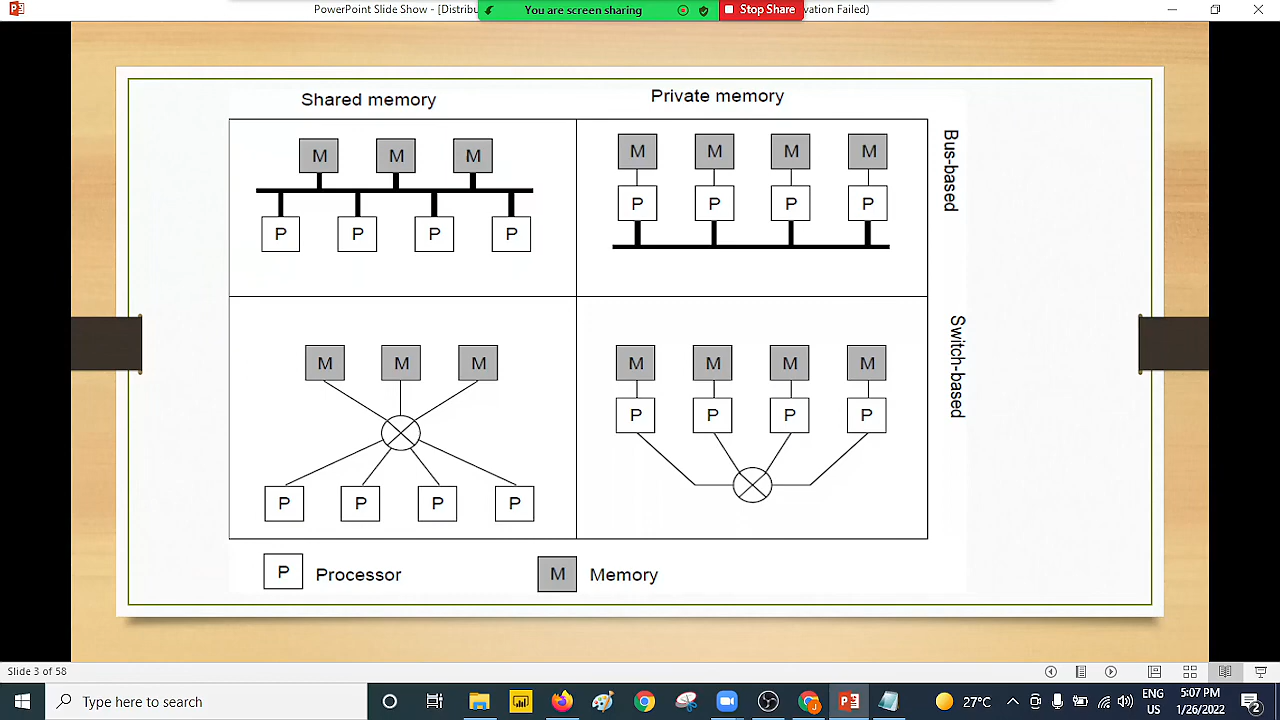 PowerPoint Slide Show - [Distribu
You are screen sharing
Stop Share
vation Failed)
Shared memory
Private memory
M M M
M M M M
P P P P
P P P P
Bus-based
M M M
M M M M
P P P P
P P P P
Switch-based
P Processor
M Memory
Slide 3 of 58
Type here to search
27°C
ENG
US
5:07 PM
1/26/2022
2